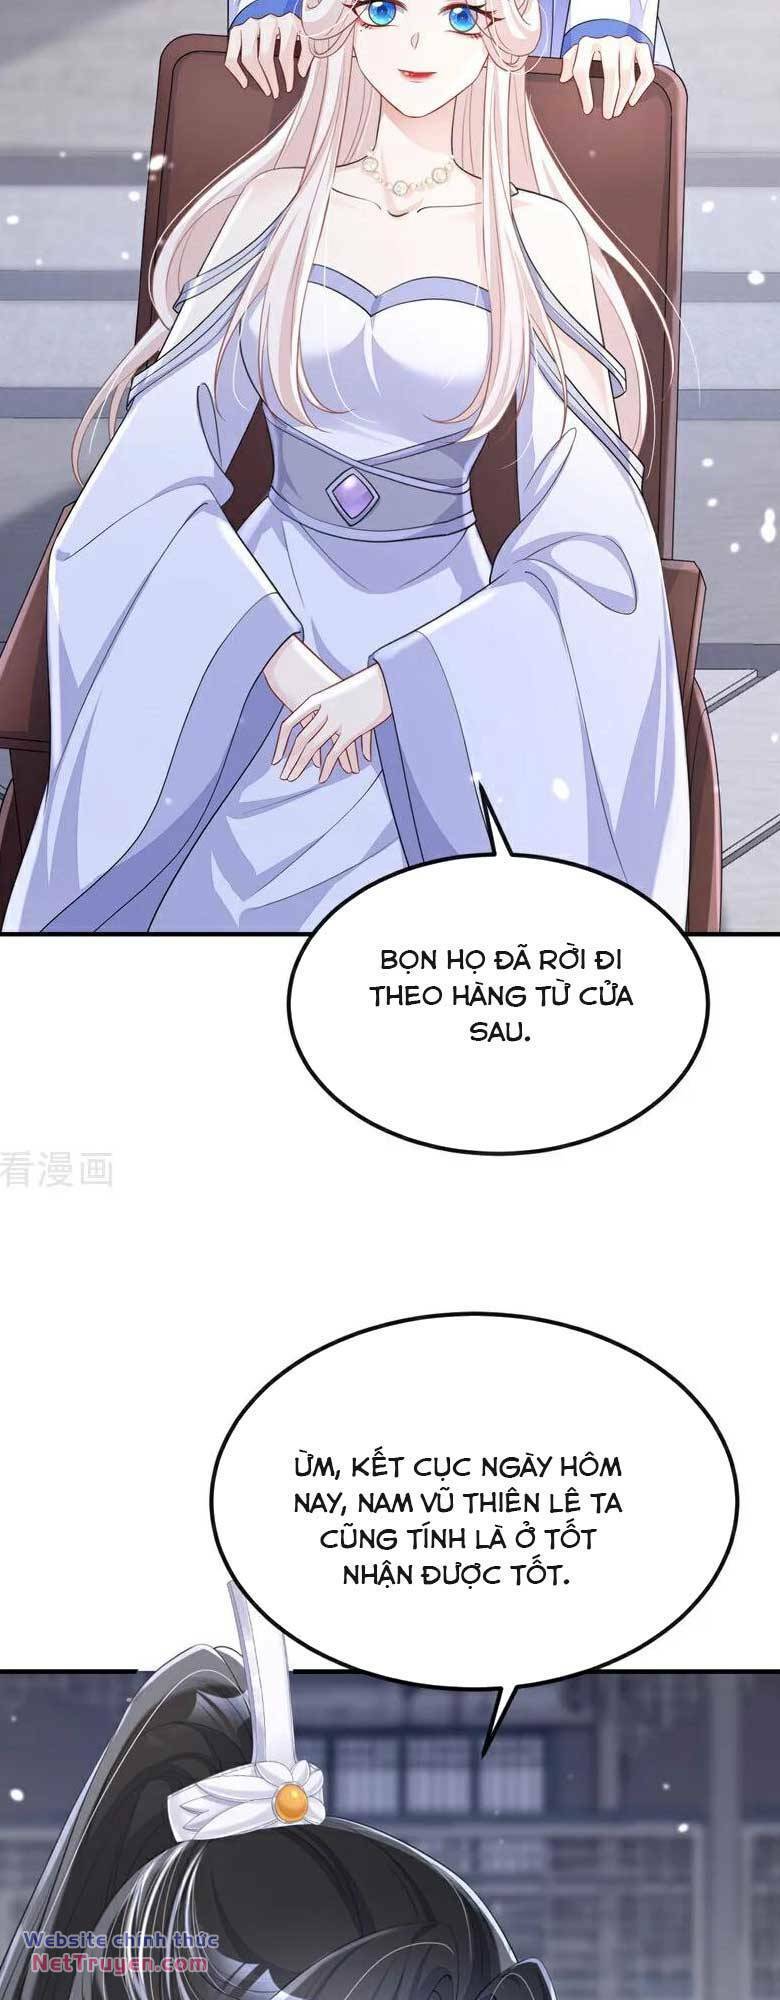 BỌN HỌ ĐÃ RỜI ĐI
THEO HÀNG TỪ CỬA
SAU.
看漫画
ỪM, KẾT CỤC NGÀY HÔM
NAY, NAM VŨ THIÊN LÊ TA
CŨNG TÍNH LÀ Ở TỐT
NHẬN ĐƯỢC TỐT.
Website chính thức
NetTruyen.com